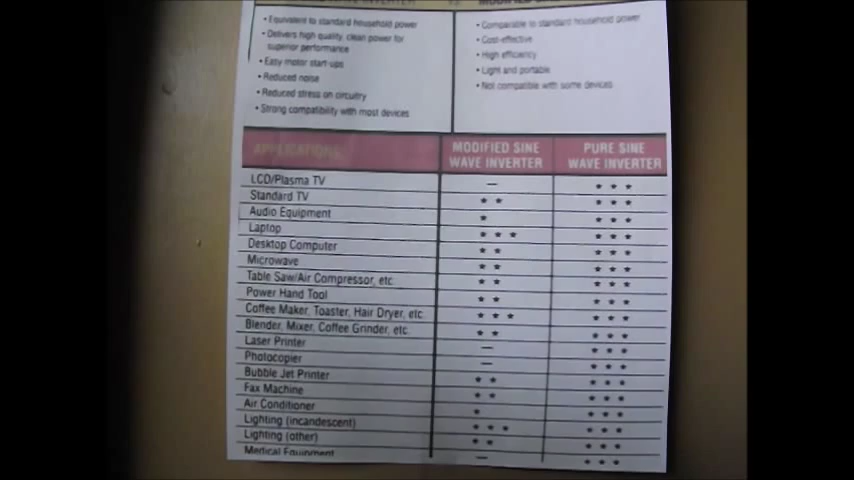 INVERTER vs MODIFIED
• Equivalent to standard household power
• Delivers high quality, clean power for
superior performance
• Easy motor start ups
• Reduced noise
• Reduced stress on circuitry
• Strong compatibility with most devices
• Comparable to standard household power
• Cost-effective
• High efficiency
• Light and portable
• Not compatible with some devices
APPLICATIONS MODIFIED SINE WAVE INVERTER PURE SINE WAVE INVERTER
LCD/Plasma TV — * * *
Standard TV * * * * *
Audio Equipment * * * *
Laptop * * * * * *
Desktop Computer * * * * *
Microwave * * * * *
Table Saw/Air Compressor, etc. * * * * *
Power Hand Tool * * * * *
Coffee Maker, Toaster, Hair Dryer, etc. * * * * * *
Blender, Mixer, Coffee Grinder, etc. * * * * *
Laser Printer — * * *
Photocopier — * * *
Bubble Jet Printer * * * * *
Fax Machine * * * * *
Air Conditioner * * * *
Lighting (incandescent) * * * * * *
Lighting (other) * * * * *
Medical Equipment — * * *